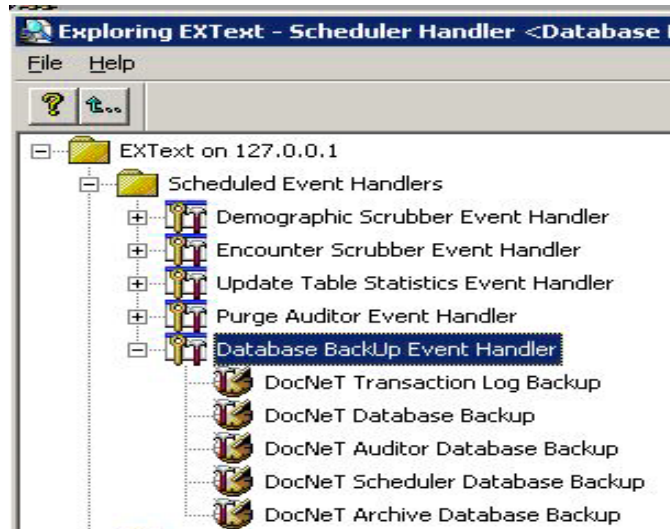 Exploring EXText - Scheduler Handler <Database
File Help
EXText on 127.0.0.1
Scheduled Event Handlers
Demographic Scrubber Event Handler
Encounter Scrubber Event Handler
Update Table Statistics Event Handler
Purge Auditor Event Handler
Database BackUp Event Handler
DocNeT Transaction Log Backup
DocNeT Database Backup
DocNeT Auditor Database Backup
DocNeT Scheduler Database Backup
DocNeT Archive Database Backup